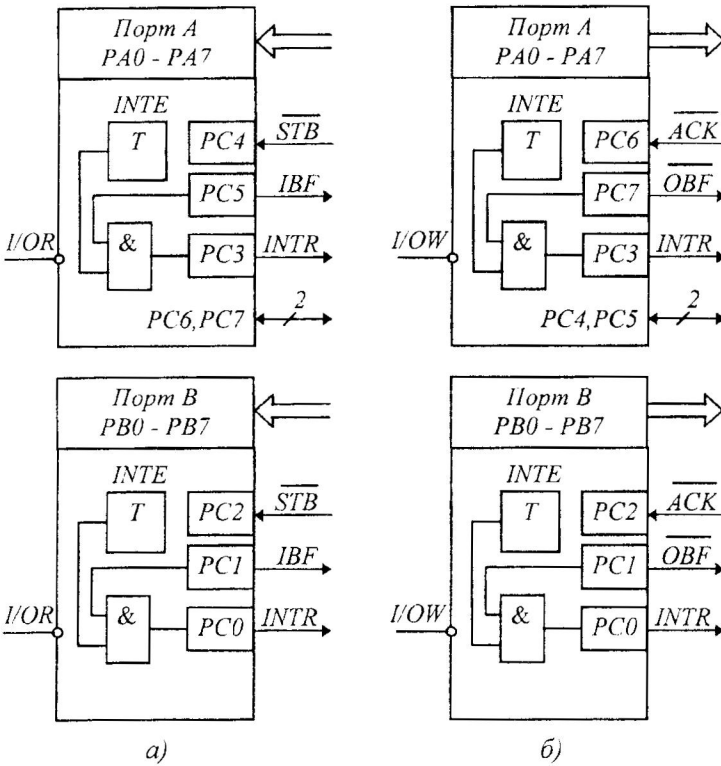 Порт A
PA0 - PA7
INTE
T
PC4
STB
PC5
IBF
I/OR
&
PC3
INTR
PC6,PC7
2
Порт A
PA0 - PA7
INTE
T
PC6
ACK
PC7
OBF
I/OW
&
PC3
INTR
PC4,PC5
2
Порт B
PB0 - PB7
INTE
T
PC2
STB
PC1
IBF
I/OR
&
PC0
INTR
а)
Порт B
PB0 - PB7
INTE
T
PC2
ACK
PC1
OBF
I/OW
&
PC0
INTR
б)